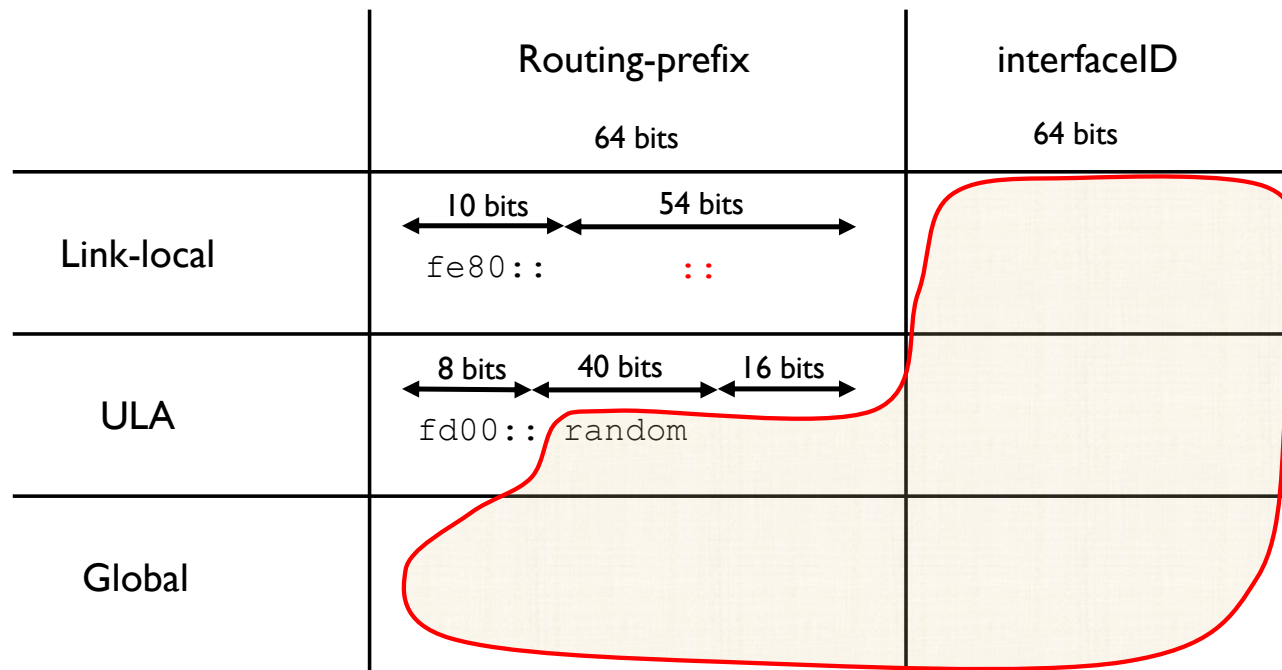 Routing-prefix interfaceID
64 bits 64 bits
10 bits 54 bits
Link-local
fe80:: ::
8 bits 40 bits 16 bits
ULA
fd00:: random
Global